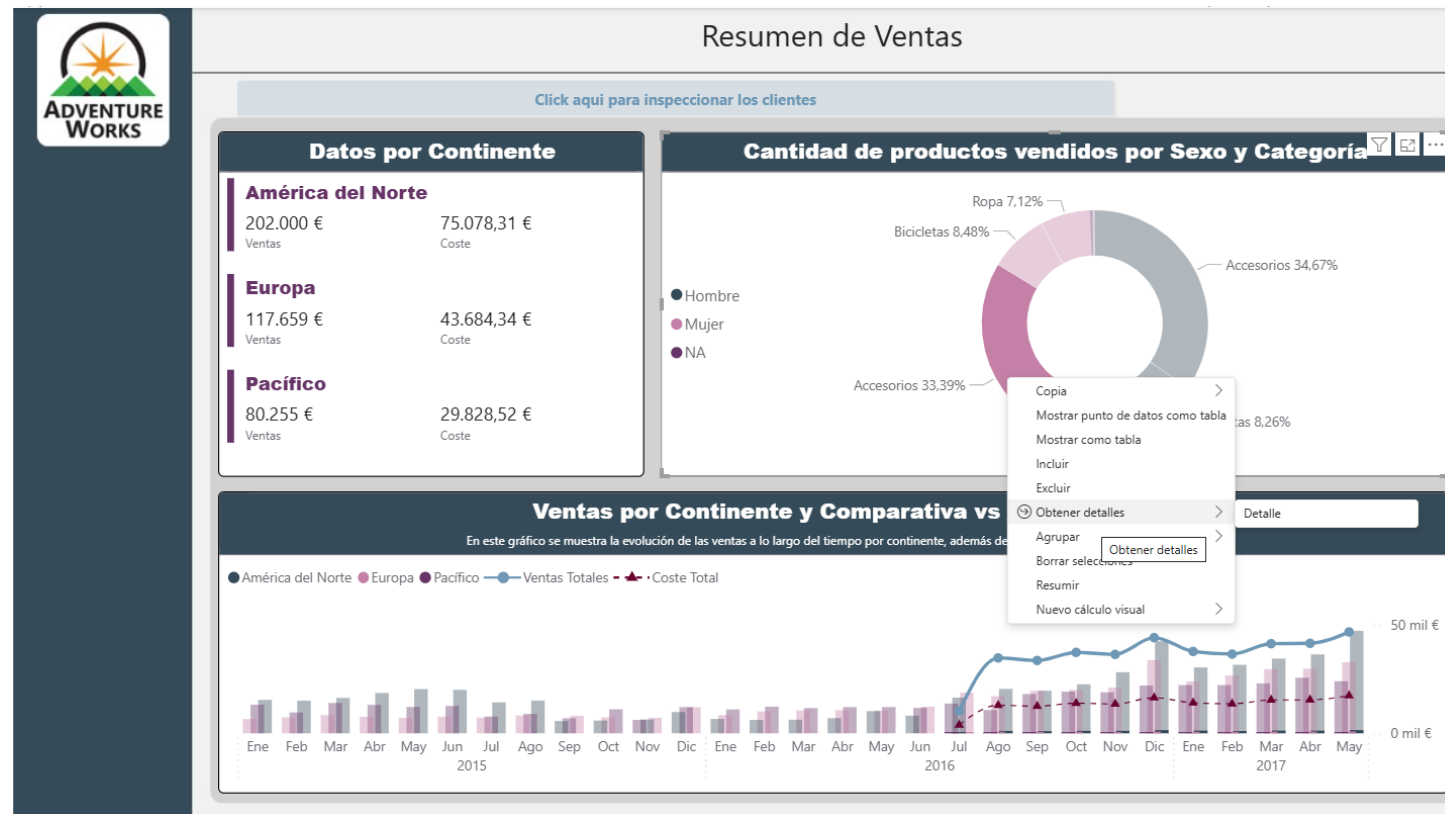 ADVENTURE
WORKS
Resumen de Ventas
Click aqui para inspeccionar los clientes
Datos por Continente
América del Norte
202.000 € 75.078,31 €
Ventas Coste
Europa
117.659 € 43.684,34 €
Ventas Coste
Pacífico
80.255 € 29.828,52 €
Ventas Coste
Cantidad de productos vendidos por Sexo y Categoría
Hombre
Mujer
NA
Ropa 7,12%
Bicicletas 8,48%
Accesorios 34,67%
Accesorios 33,39%
tas 8,26%
Copia
Mostrar punto de datos como tabla
Mostrar como tabla
Incluir
Excluir
Obtener detalles
Detalle
Agrupar
Obtener detalles
Borrar selecciones
Resumir
Nuevo cálculo visual
Ventas por Continente y Comparativa vs
En este gráfico se muestra la evolución de las ventas a lo largo del tiempo por continente, además de
América del Norte Europa Pacífico Ventas Totales Coste Total
50 mil €
0 mil €
Ene Feb Mar Abr May Jun Jul Ago Sep Oct Nov Dic Ene Feb Mar Abr May Jun Jul Ago Sep Oct Nov Dic Ene Feb Mar Abr May
2015 2016 2017